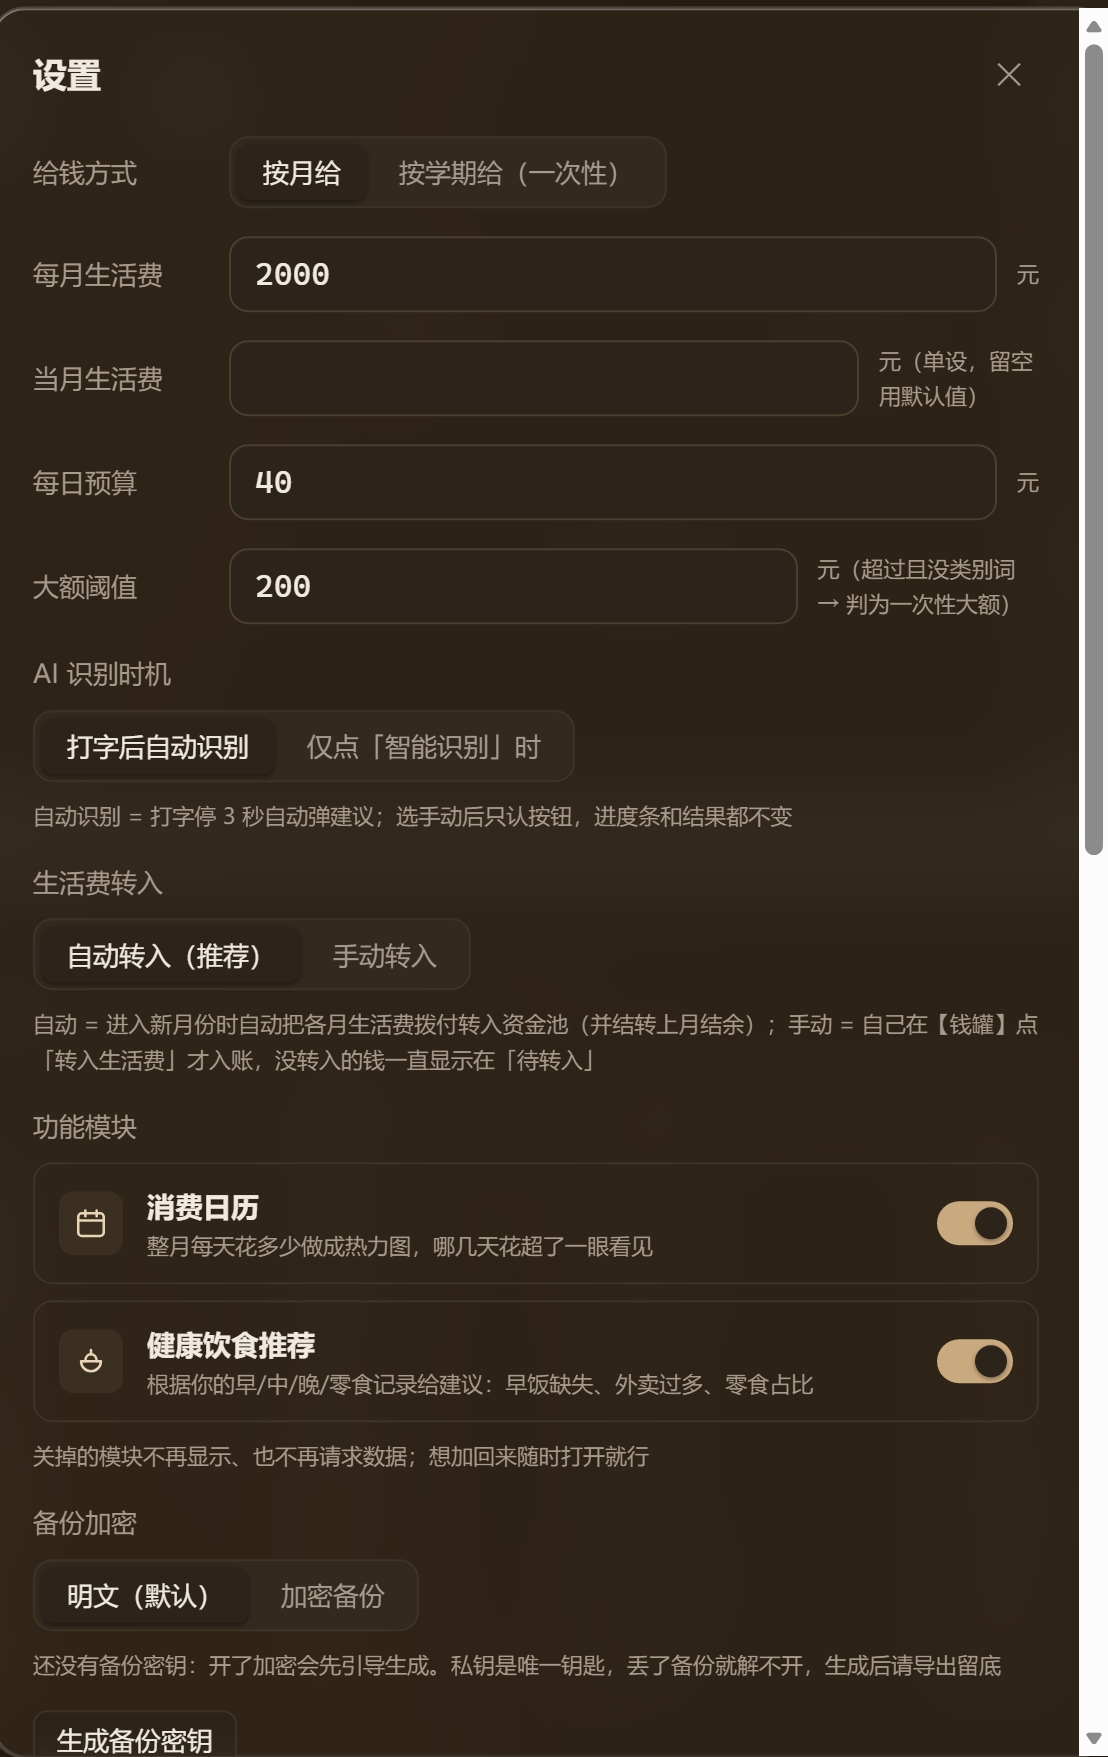 设置
给钱方式 按月给 按学期给（一次性）
每月生活费 2000 元
当月生活费 元（单设，留空
用默认值）
每日预算 40 元
大额阈值 200 元（超过且没类别词
→ 判为一次性大额）
AI 识别时机
打字后自动识别 仅点「智能识别」时
自动识别 = 打字停 3 秒自动弹建议；选手动后只认按钮，进度条和结果都不变
生活费转入
自动转入（推荐） 手动转入
自动 = 进入新月份时自动把各月生活费拨付转入资金池（并结转上月结余）；手动 = 自己在【钱罐】点
「转入生活费」才入账，没转入的钱一直显示在「待转入」
功能模块
消费日历
整月每天花多少做成热力图，哪几天花超了一眼看见
健康饮食推荐
根据你的早/中/晚/零食记录给建议：早饭缺失、外卖过多、零食占比
关掉的模块不再显示、也不再请求数据；想加回来随时打开就行
备份加密
明文（默认） 加密备份
还没有备份密钥：开了加密会先引导生成。私钥是唯一钥匙，丢了备份就解不开，生成后请导出留底
生成备份密钥